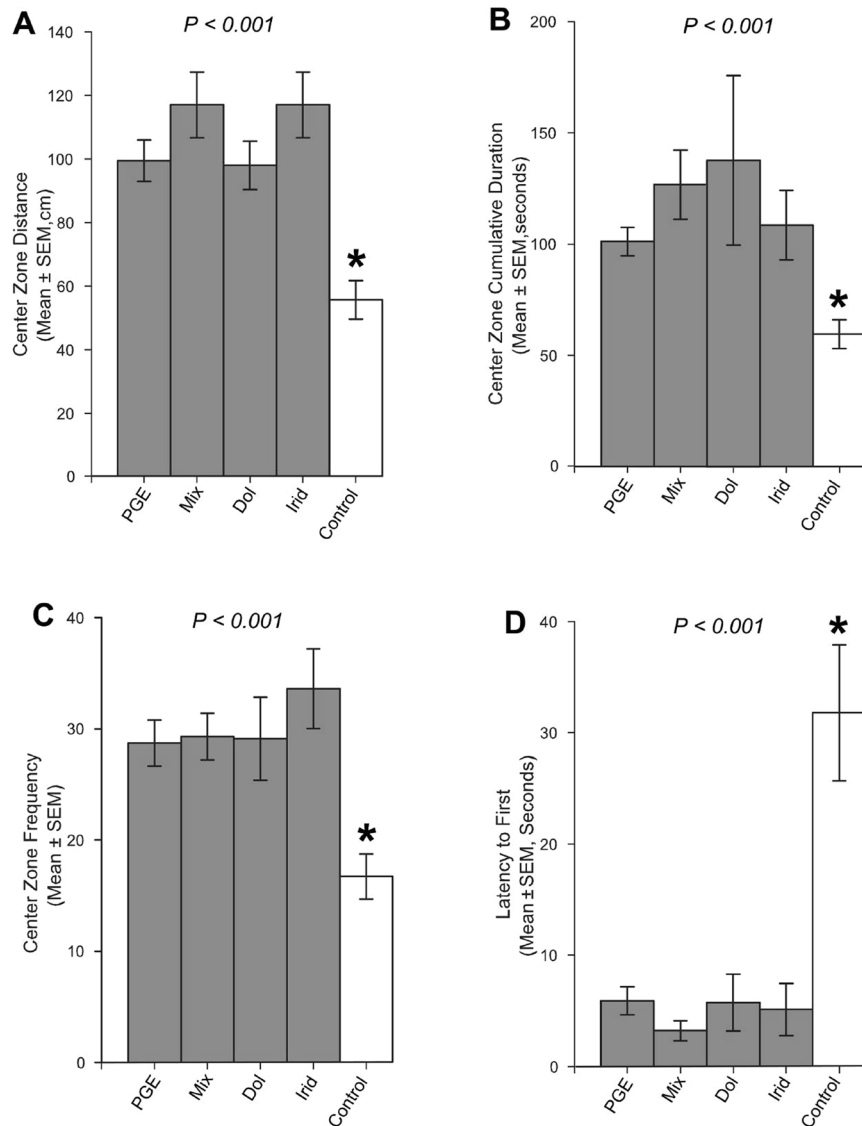 A
P < 0.001
Center Zone Distance
(Mean ± SEM,cm)
140
120
100
80
60
40
20
0
*
PGE
Mix
Dol
Irid
Control
B
P < 0.001
Center Zone Cumulative Duration
(Mean ± SEM,seconds)
200
150
100
50
0
*
PGE
Mix
Dol
Irid
Control
C
P < 0.001
Center Zone Frequency
(Mean ± SEM)
40
30
20
10
0
*
PGE
Mix
Dol
Irid
Control
D
P < 0.001
Latency to First
(Mean ± SEM, Seconds)
40
30
20
10
0
*
PGE
Mix
Dol
Irid
Control